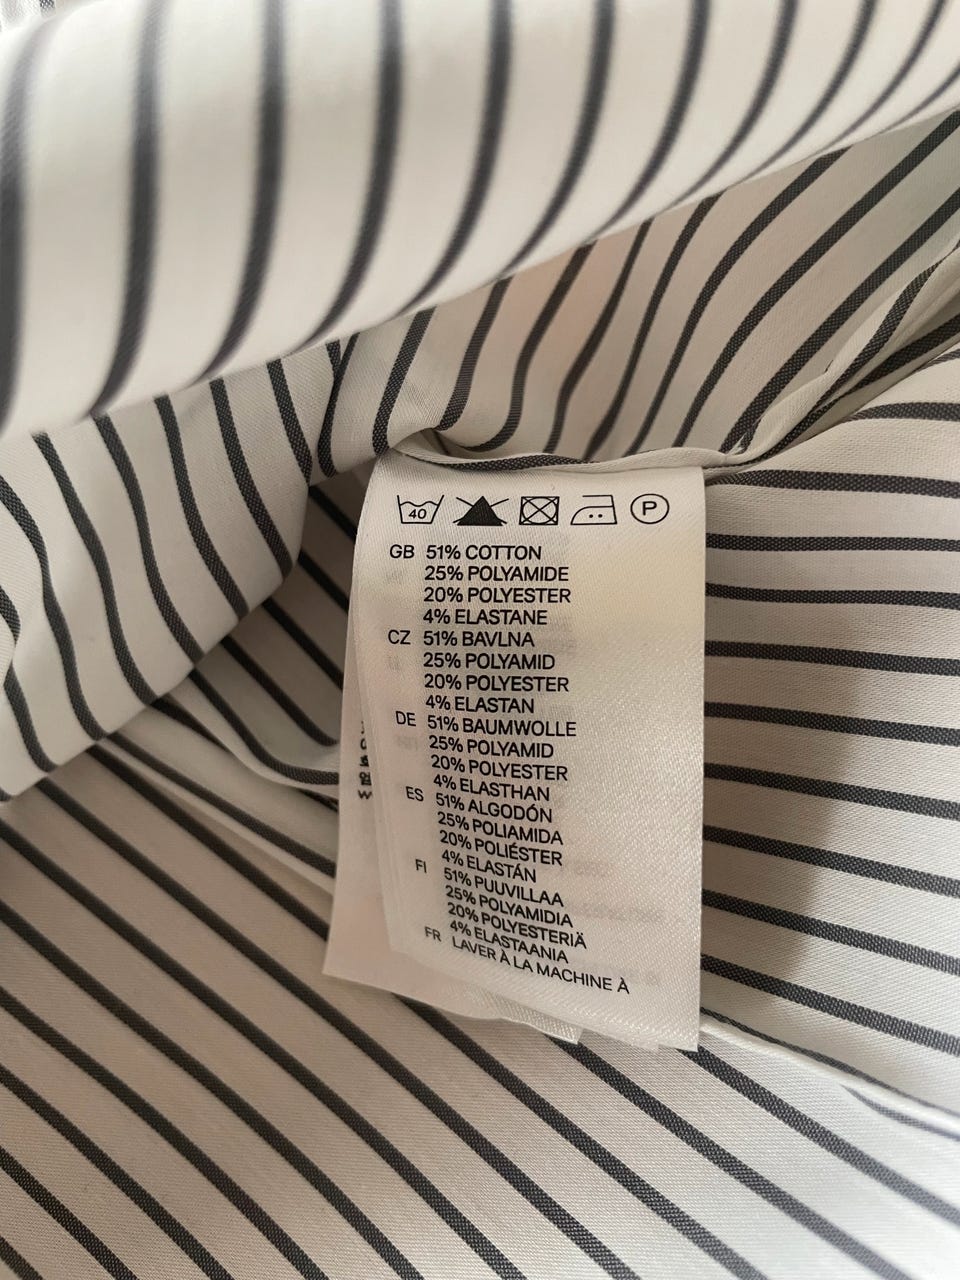 40 P
GB 51% COTTON
25% POLYAMIDE
20% POLYESTER
4% ELASTANE
CZ 51% BAVLNA
25% POLYAMID
20% POLYESTER
4% ELASTAN
DE 51% BAUMWOLLE
25% POLYAMID
20% POLYESTER
4% ELASTHAN
ES 51% ALGODÓN
25% POLIAMIDA
20% POLIÉSTER
4% ELASTÁN
FI 51% PUUVILLAA
25% POLYAMIDIA
20% POLYESTERIÄ
4% ELASTAANIA
FR LAVER À LA MACHINE À